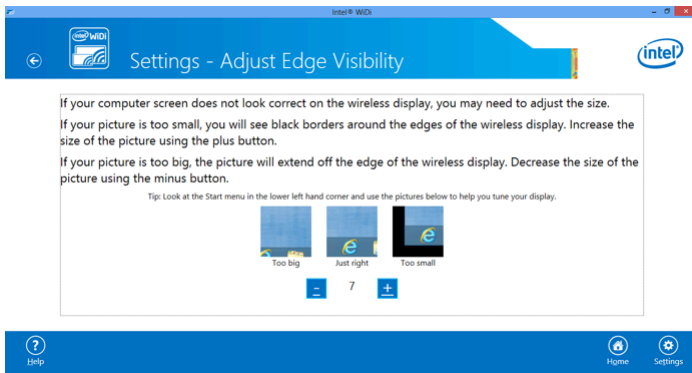 Intel® WiDi
intel WiDi
Settings - Adjust Edge Visibility
intel
If your computer screen does not look correct on the wireless display, you may need to adjust the size.
If your picture is too small, you will see black borders around the edges of the wireless display. Increase the
size of the picture using the plus button.
If your picture is too big, the picture will extend off the edge of the wireless display. Decrease the size of the
picture using the minus button.
Tip: Look at the Start menu in the lower left hand corner and use the pictures below to help you tune your display.
Too big Just right Too small
- 7 +
Help Home Settings